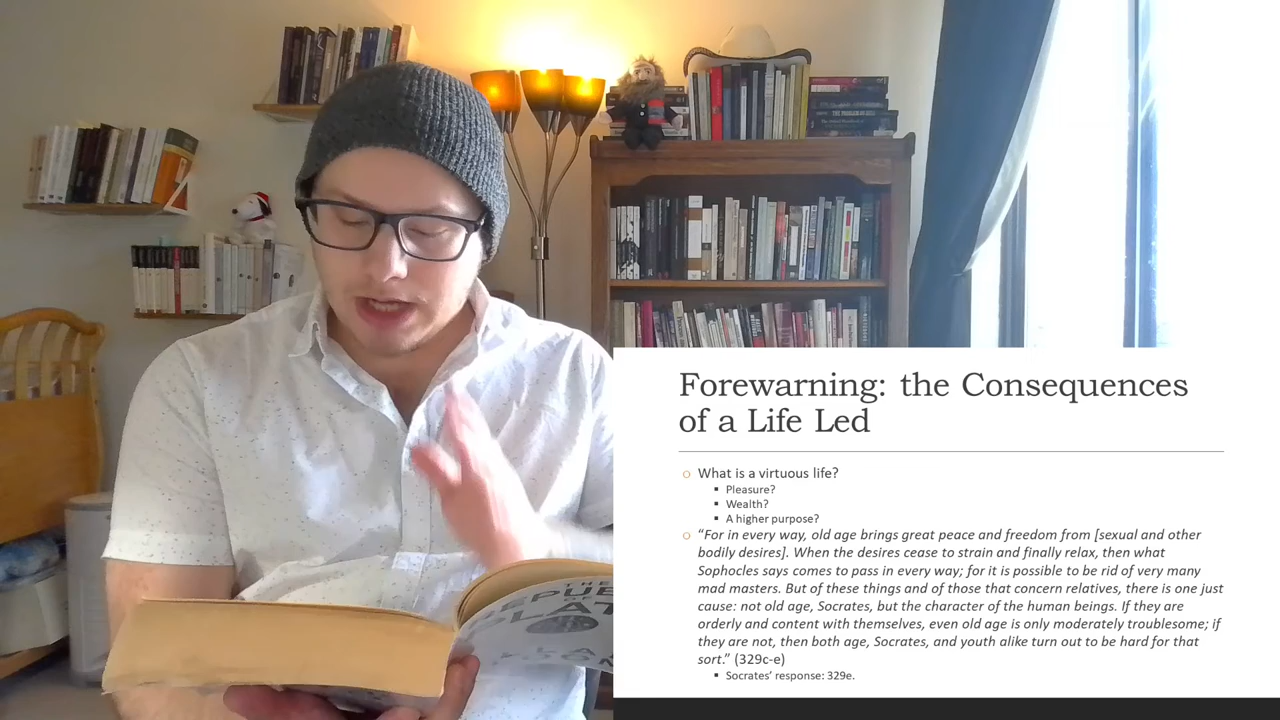 Forewarning: the Consequences
of a Life Led
What is a virtuous life?
Pleasure?
Wealth?
A higher purpose?
“For in every way, old age brings great peace and freedom from [sexual and other
bodily desires]. When the desires cease to strain and finally relax, then what
Sophocles says comes to pass in every way; for it is possible to be rid of very many
mad masters. But of these things and of those that concern relatives, there is one just
cause: not old age, Socrates, but the character of the human beings. If they are
orderly and content with themselves, even old age is only moderately troublesome; if
they are not, then both age, Socrates, and youth alike turn out to be hard for that
sort.” (329c-e)
Socrates’ response: 329e.
THE